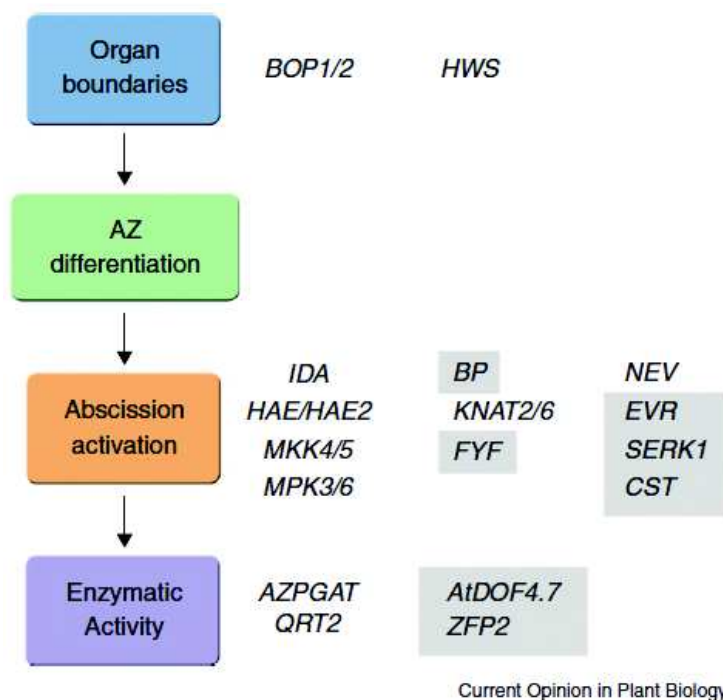 Organ
boundaries
BOP1/2 HWS
AZ
differentiation
Abscission
activation
IDA BP NEV
HAE/HAE2 KNAT2/6 EVR
MKK4/5 FYF SERK1
MPK3/6 CST
Enzymatic
Activity
AZPGAT AtDOF4.7
QRT2 ZFP2
Current Opinion in Plant Biology